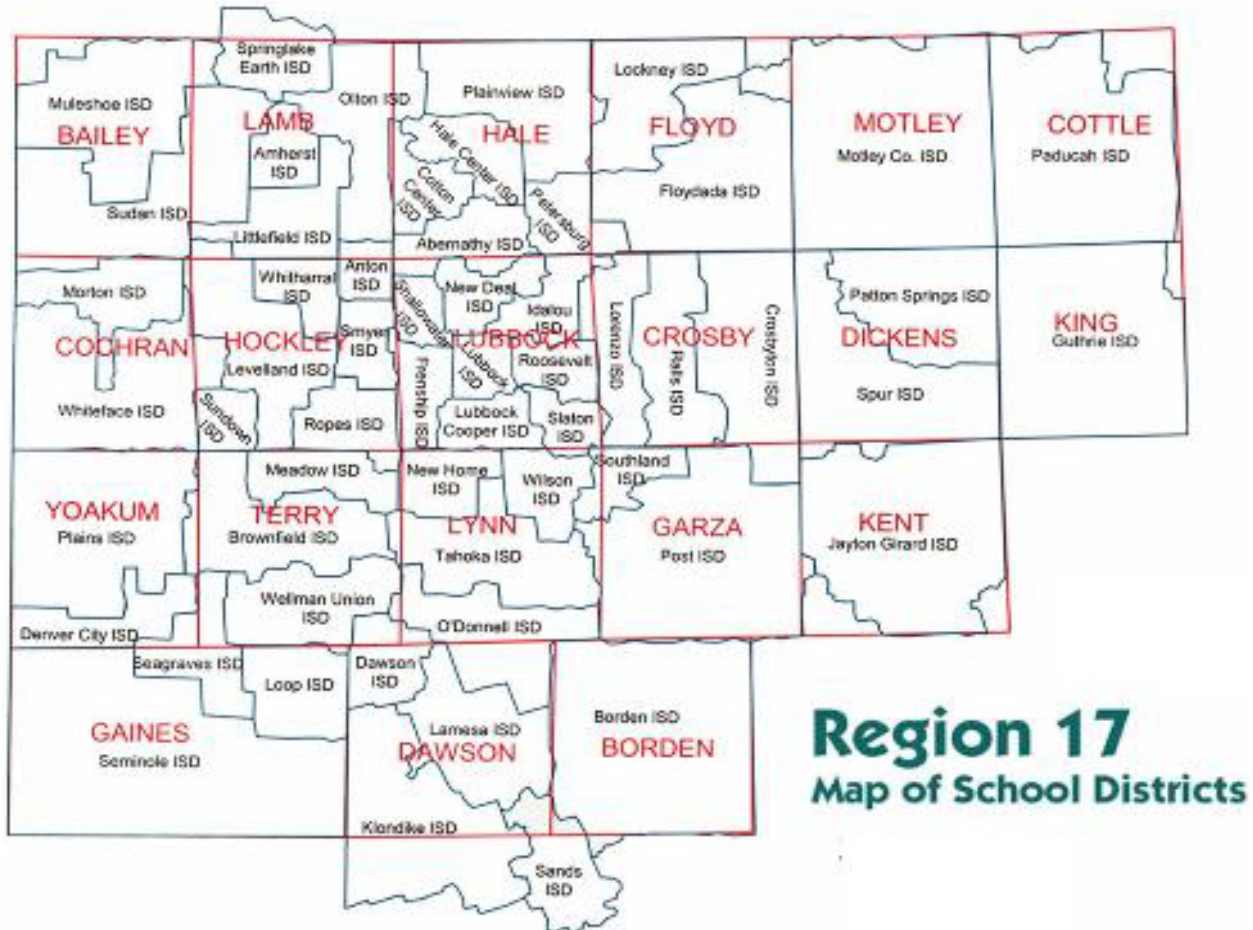 Springlake
Earth ISD
Muleshoe ISD
BAILEY
Sudan ISD
LAMB
Olton ISD
Amherst
ISD
Littlefield ISD
Plainview ISD
HALE
Hale Center ISD
Cotton
Center
ISD
Petersburg
ISD
Abernathy ISD
Lockney ISD
FLOYD
Floydada ISD
MOTLEY
Motley Co. ISD
COTTLE
Paducah ISD
Morton ISD
COCHRAN
Whiteface ISD
Whitharral
ISD
Anton
ISD
HOCKLEY
Smyer
ISD
Levelland ISD
Sundown
ISD
Ropes ISD
Shallowater
ISD
New Deal
ISD
Idalou
ISD
LUBBOCK
Lubbock
ISD
Roosevelt
ISD
Frenship ISD
Lubbock
Cooper ISD
Slaton
ISD
Lorenzo ISD
CROSBY
Ralls ISD
Crosbyton ISD
Patton Springs ISD
DICKENS
Spur ISD
KING
Guthrie ISD
YOAKUM
Plains ISD
Denver City ISD
Meadow ISD
TERRY
Brownfield ISD
Wellman Union
ISD
New Home
ISD
Wilson
ISD
LYNN
Tahoka ISD
O'Donnell ISD
Southland
ISD
GARZA
Post ISD
KENT
Jayton Girard ISD
Seagraves ISD
Loop ISD
GAINES
Seminole ISD
Dawson
ISD
Lamesa ISD
DAWSON
Klondike ISD
Sands
ISD
Borden ISD
BORDEN
Region 17
Map of School Districts